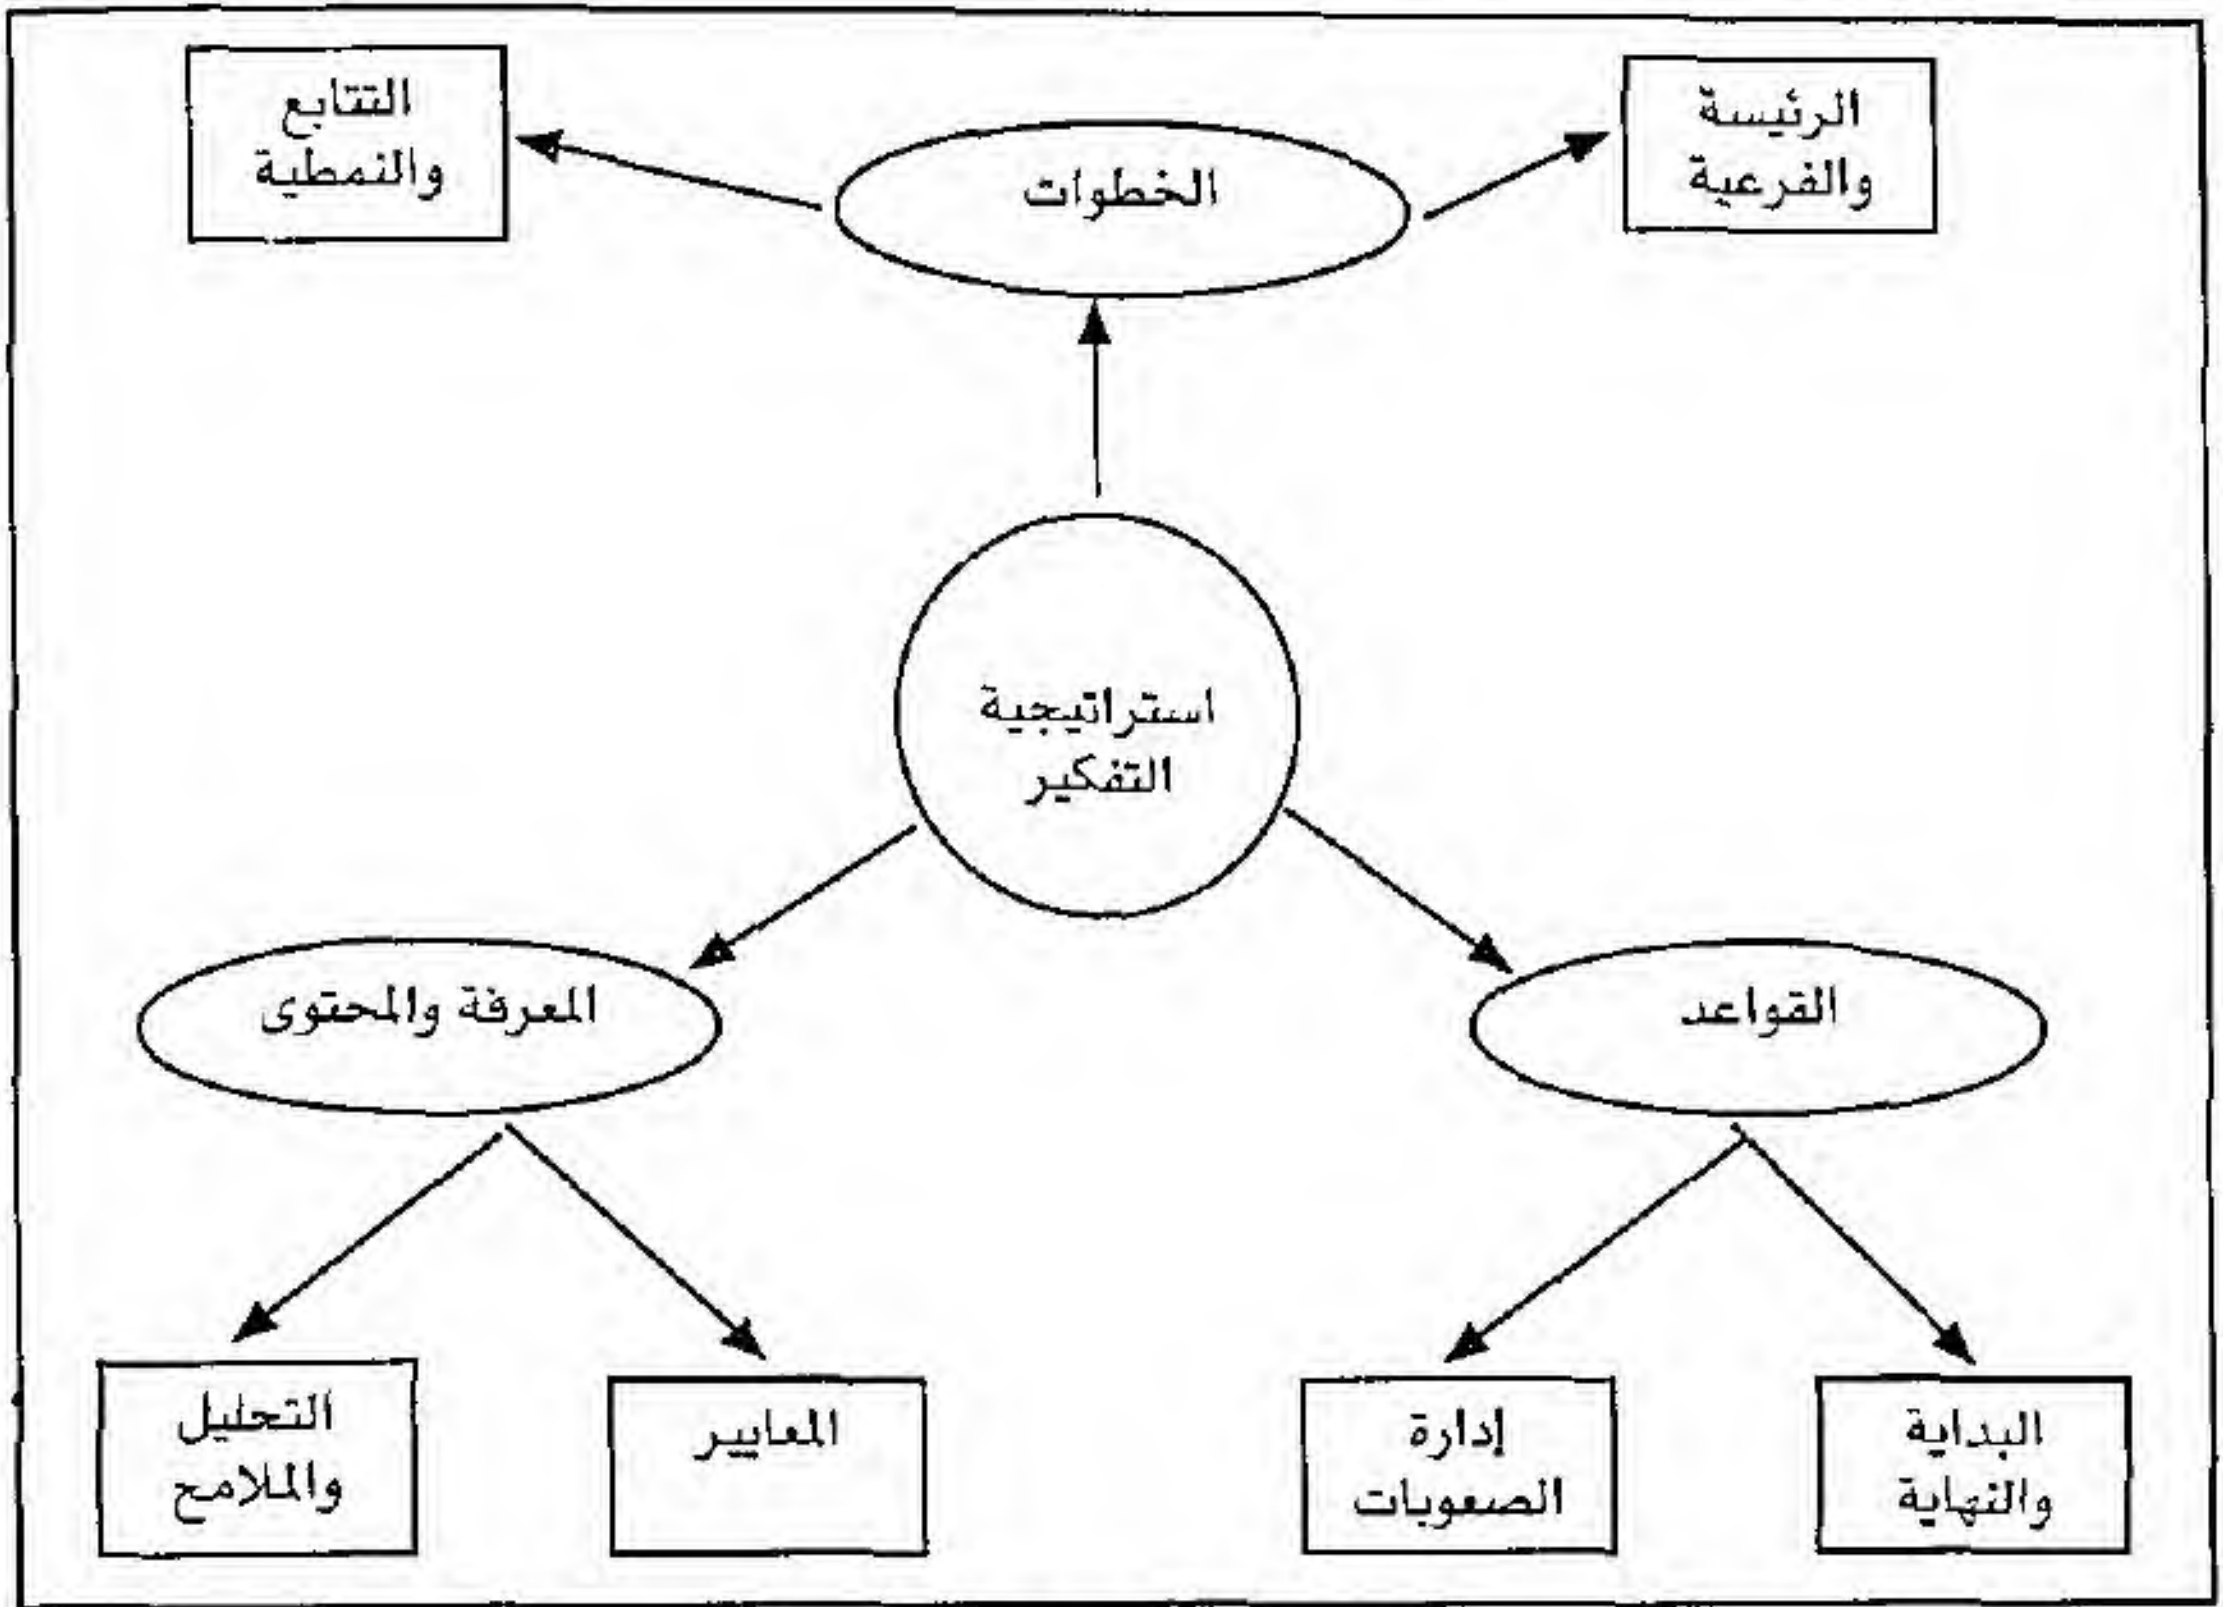 الرئيسة
والفرعية
الخطوات
التتابع
والنمطية
استراتيجية
التفكير
القواعد
المعرفة والمحتوى
البداية
والنهاية
إدارة
الصعوبات
المعايير
التحليل
والملامح